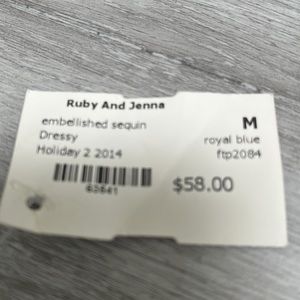 Ruby And Jenna
embellished sequin M
Dressy royal blue
Holiday 2 2014 ftp2084
63641 $58.00